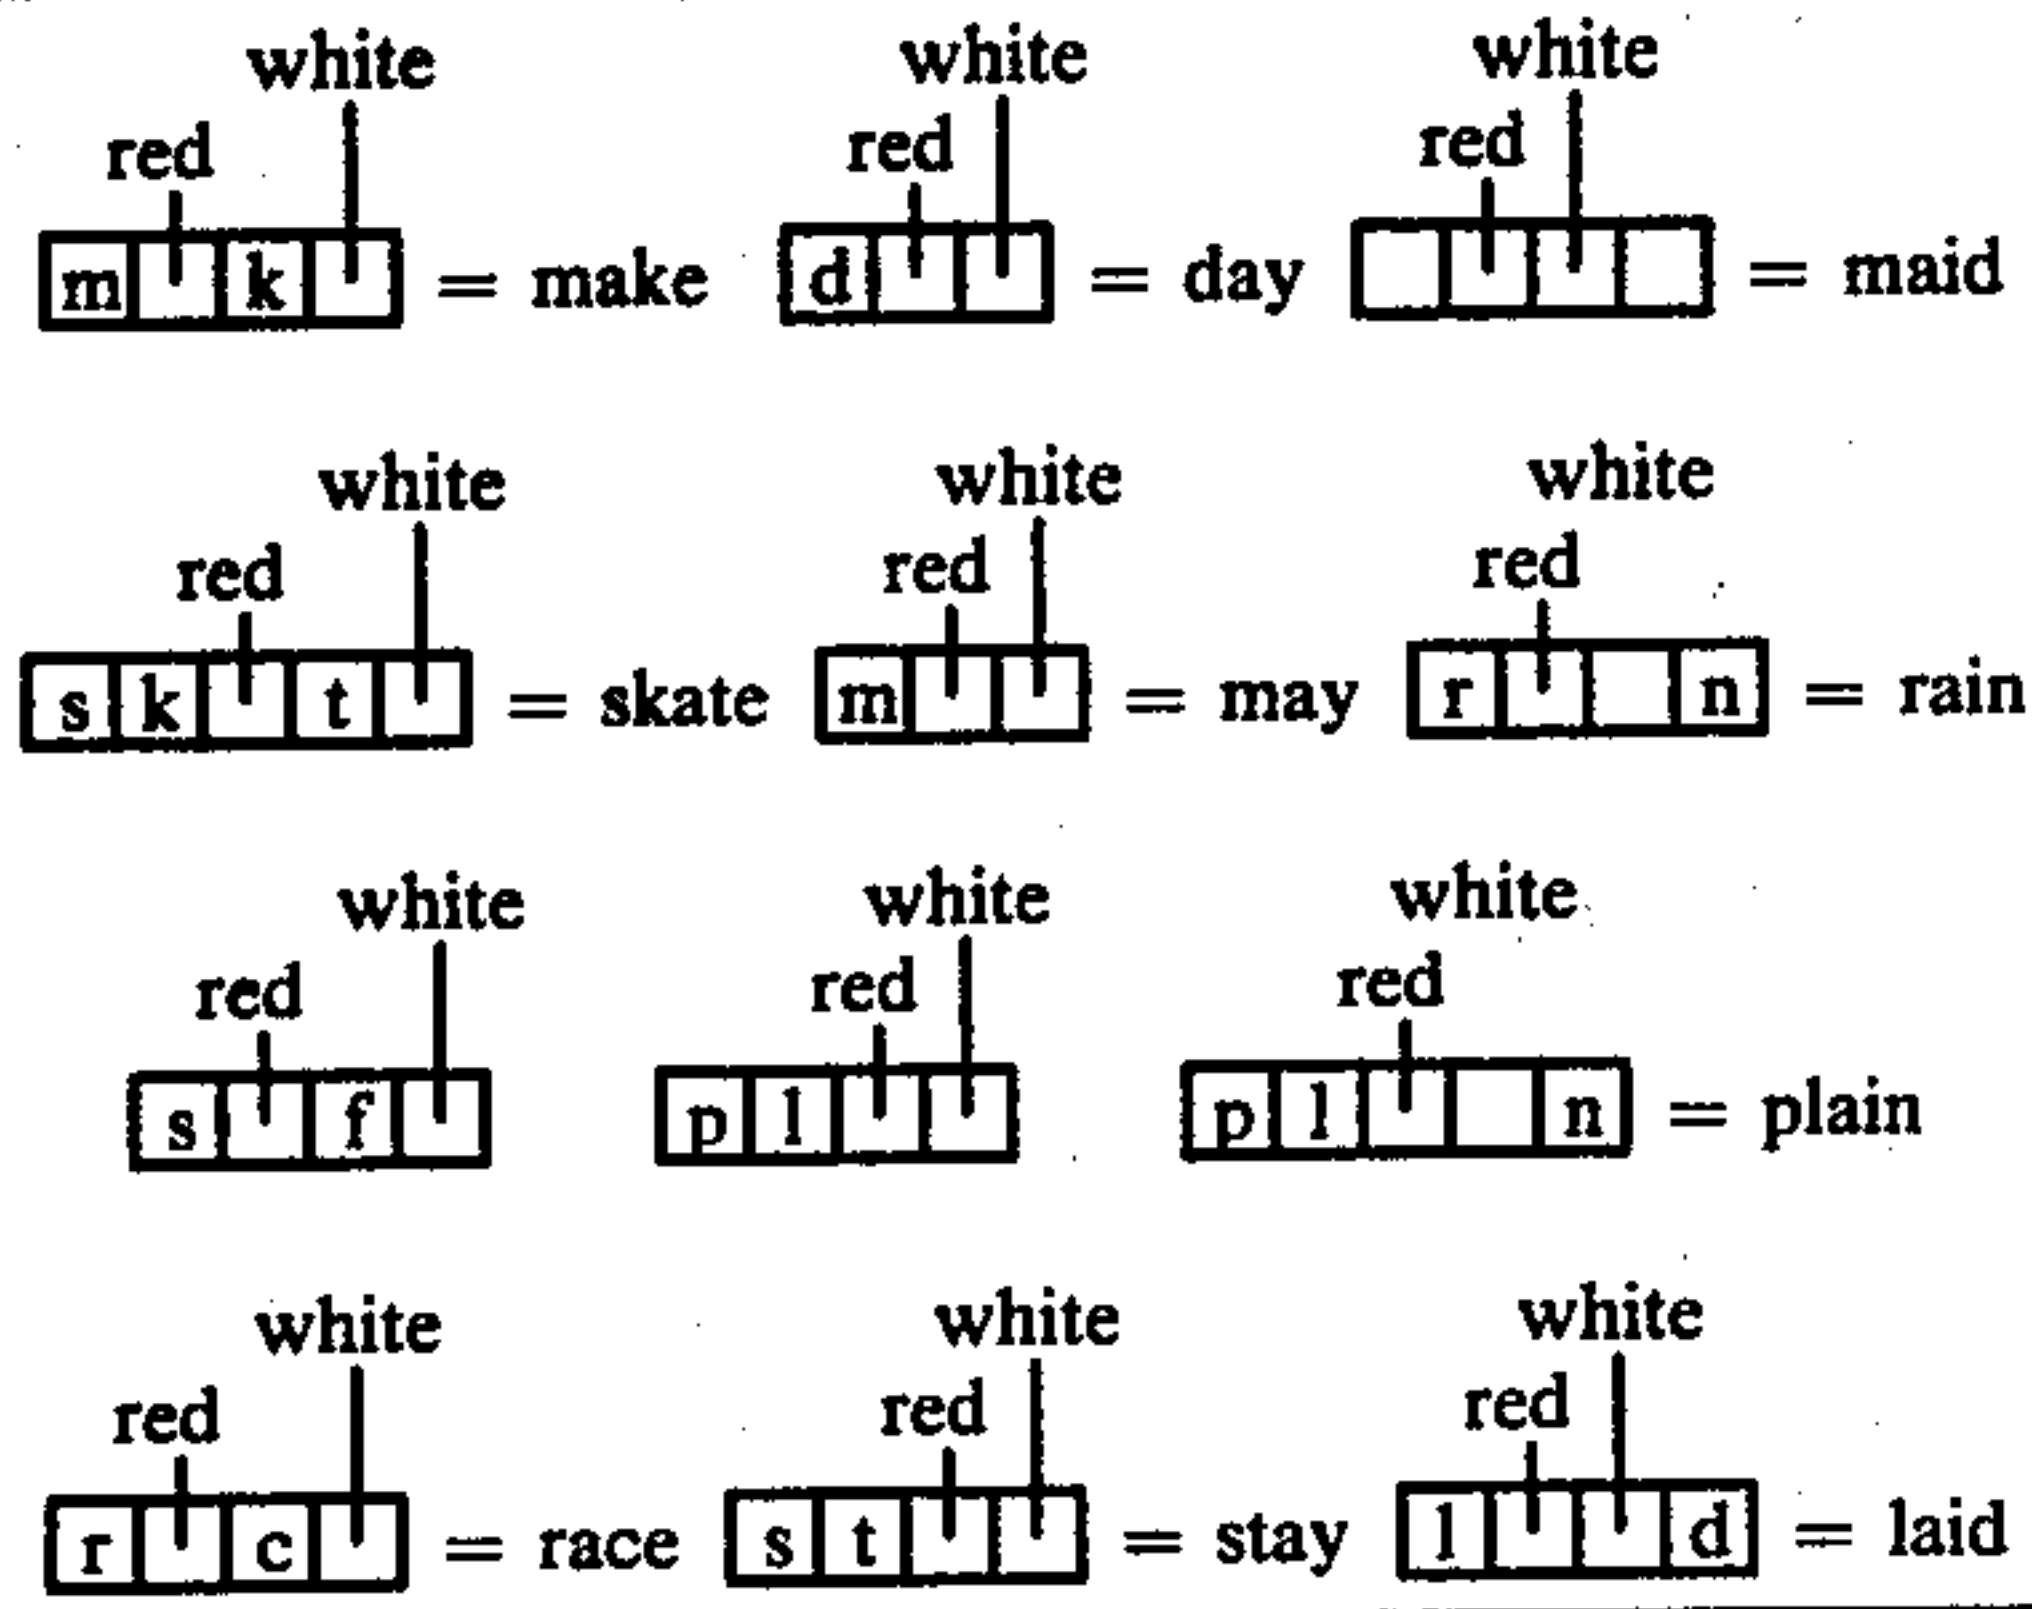 white white white
red red red
m k = make d = day = maid
white white white
red red red
s k t = skate m = may r n = rain
white white white
red red red
s f p l p l n = plain
white white white
red red red
r c = race s t = stay l d = laid